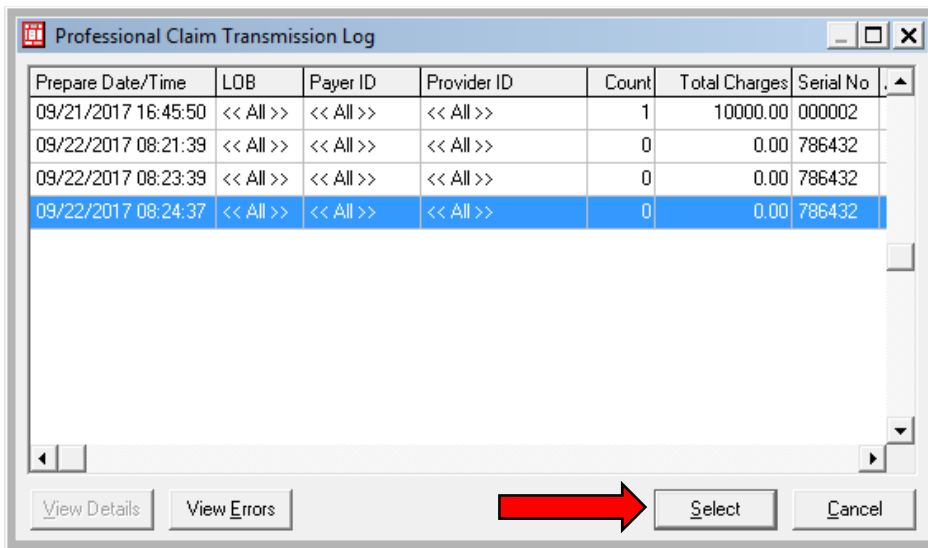 Professional Claim Transmission Log
Prepare Date/Time LOB Payer ID Provider ID Count Total Charges Serial No
09/21/2017 16:45:50 << All >> << All >> << All >> 1 10000.00 000002
09/22/2017 08:21:39 << All >> << All >> << All >> 0 0.00 786432
09/22/2017 08:23:39 << All >> << All >> << All >> 0 0.00 786432
09/22/2017 08:24:37 << All >> << All >> << All >> 0 0.00 786432
View Details View Errors Select Cancel